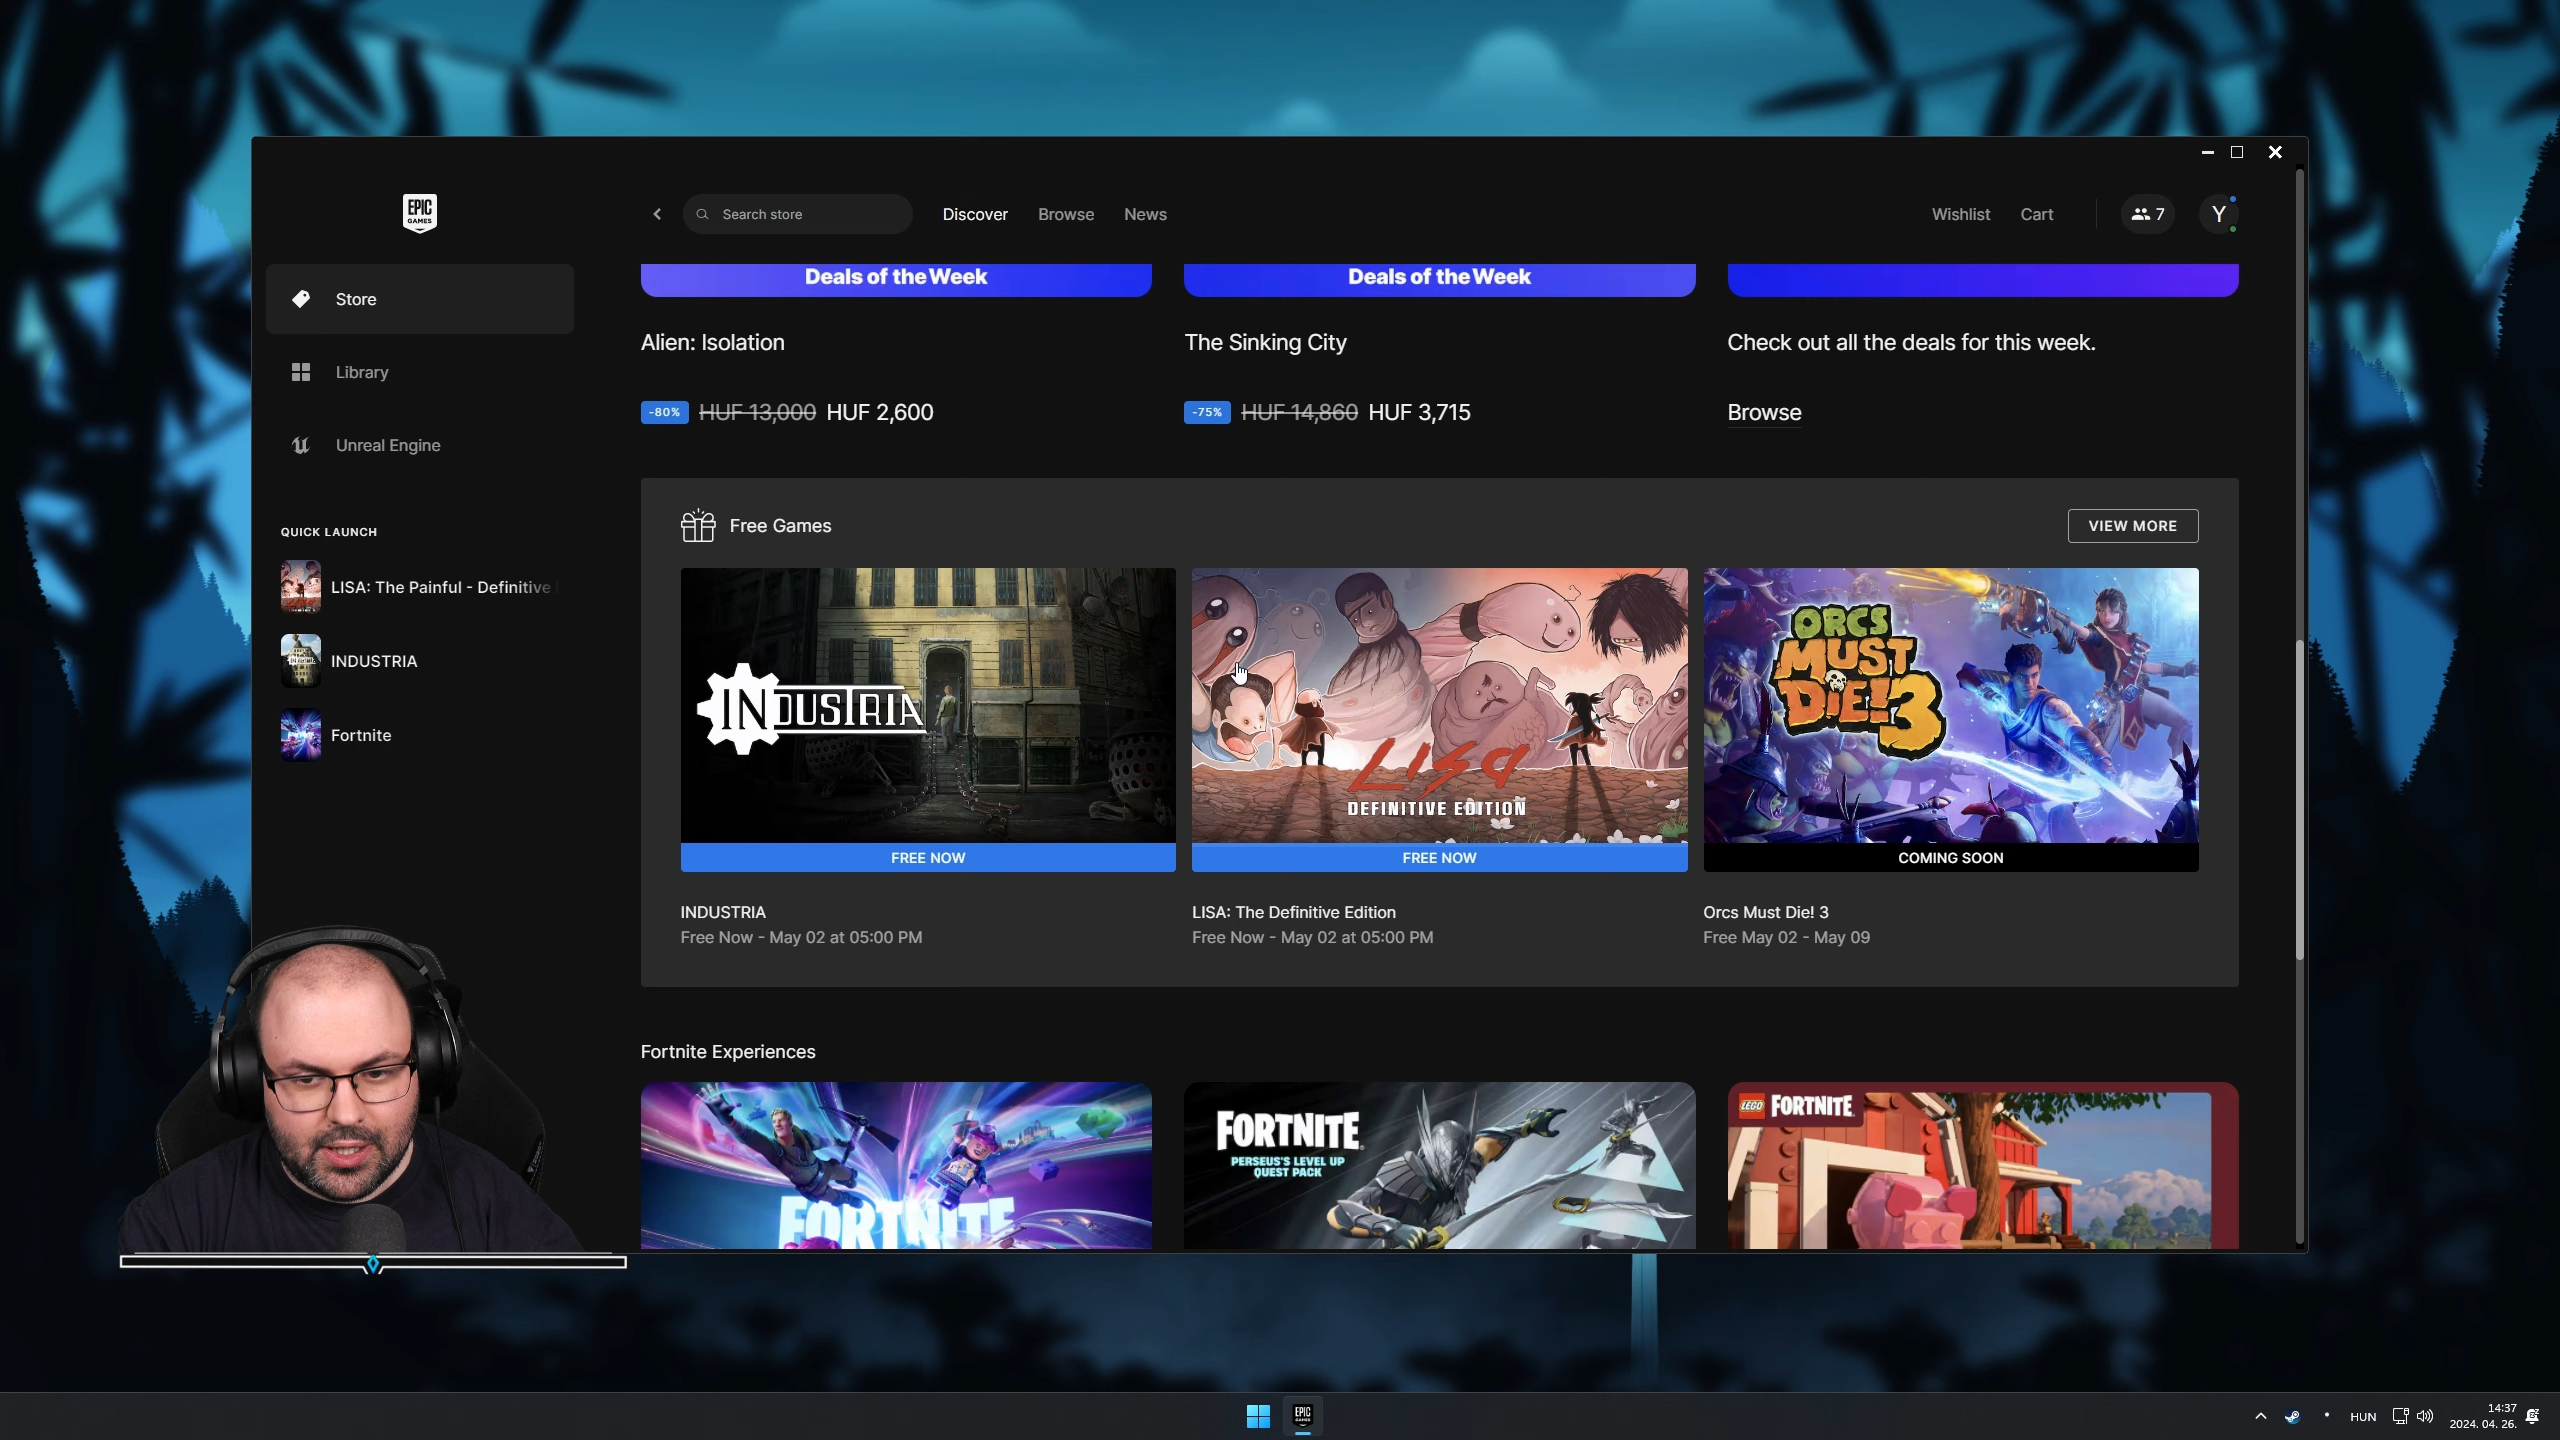 EPIC
GAMES
Search store
Discover
Browse
News
Wishlist
Cart
7
Y
Store
Library
Unreal Engine
QUICK LAUNCH
LISA: The Painful - Definitive
INDUSTRIA
Fortnite
Deals of the Week
Deals of the Week
Alien: Isolation
The Sinking City
Check out all the deals for this week.
-80% HUF 13,000 HUF 2,600
-75% HUF 14,860 HUF 3,715
Browse
Free Games
VIEW MORE
INDUSTRIA
FREE NOW
LISA
DEFINITIVE EDITION
FREE NOW
ORCS
MUST
DIE! 3
COMING SOON
INDUSTRIA
Free Now - May 02 at 05:00 PM
LISA: The Definitive Edition
Free Now - May 02 at 05:00 PM
Orcs Must Die! 3
Free May 02 - May 09
Fortnite Experiences
FORTNITE
FORTNITE
PERSEUS'S LEVEL UP
QUEST PACK
LEGO FORTNITE
EPIC
GAMES
HUN
14:37
2024. 04. 26.